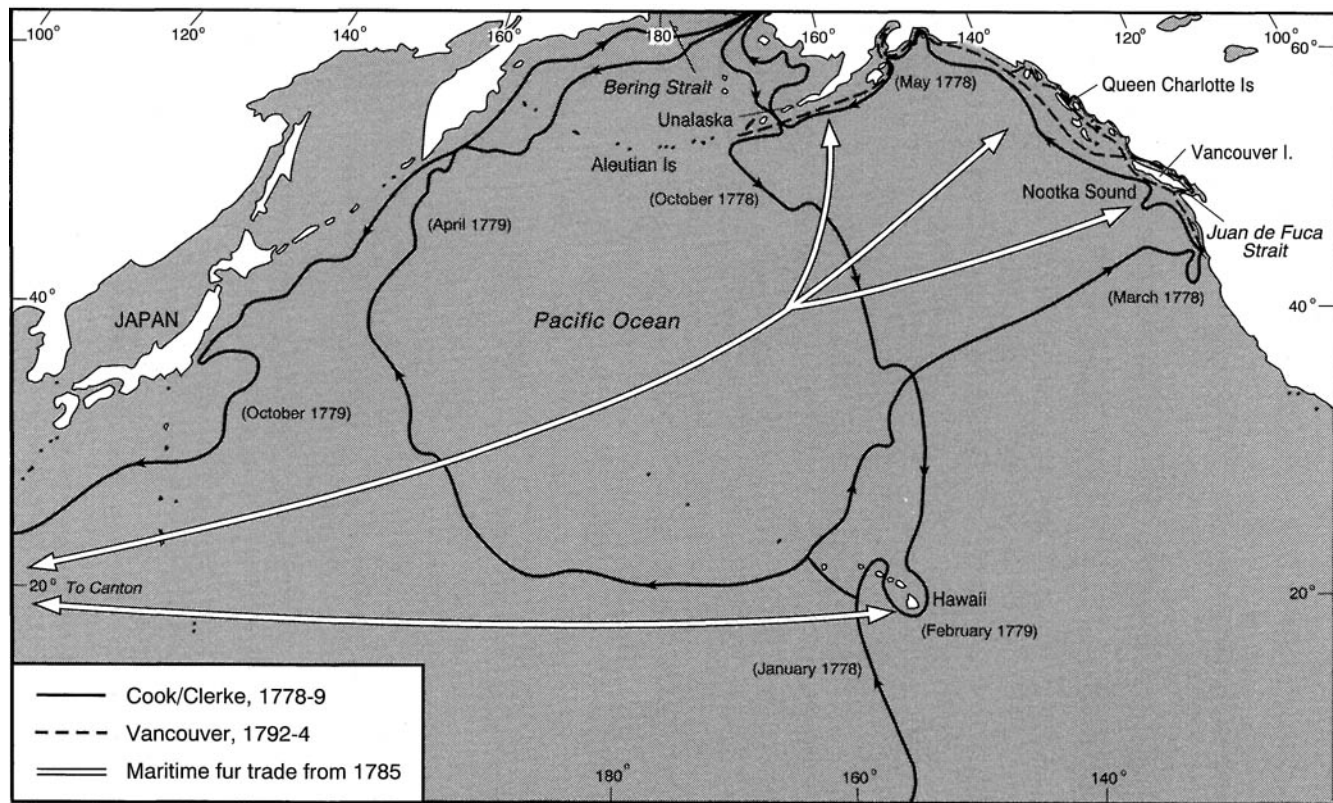 100° 120° 140° 160° 180 160° 140° 120° 100°
60°
Bering Strait
(May 1778)
Queen Charlotte Is
Unalaska
Vancouver I.
Aleutian Is
(October 1778)
Nootka Sound
(April 1779)
Juan de Fuca
Strait
40°
JAPAN
Pacific Ocean
(March 1778)
40°
(October 1779)
20°
To Canton
20°
Hawaii
(February 1779)
(January 1778)
Cook/Clerke, 1778-9
Vancouver, 1792-4
Maritime fur trade from 1785
180° 160° 140°